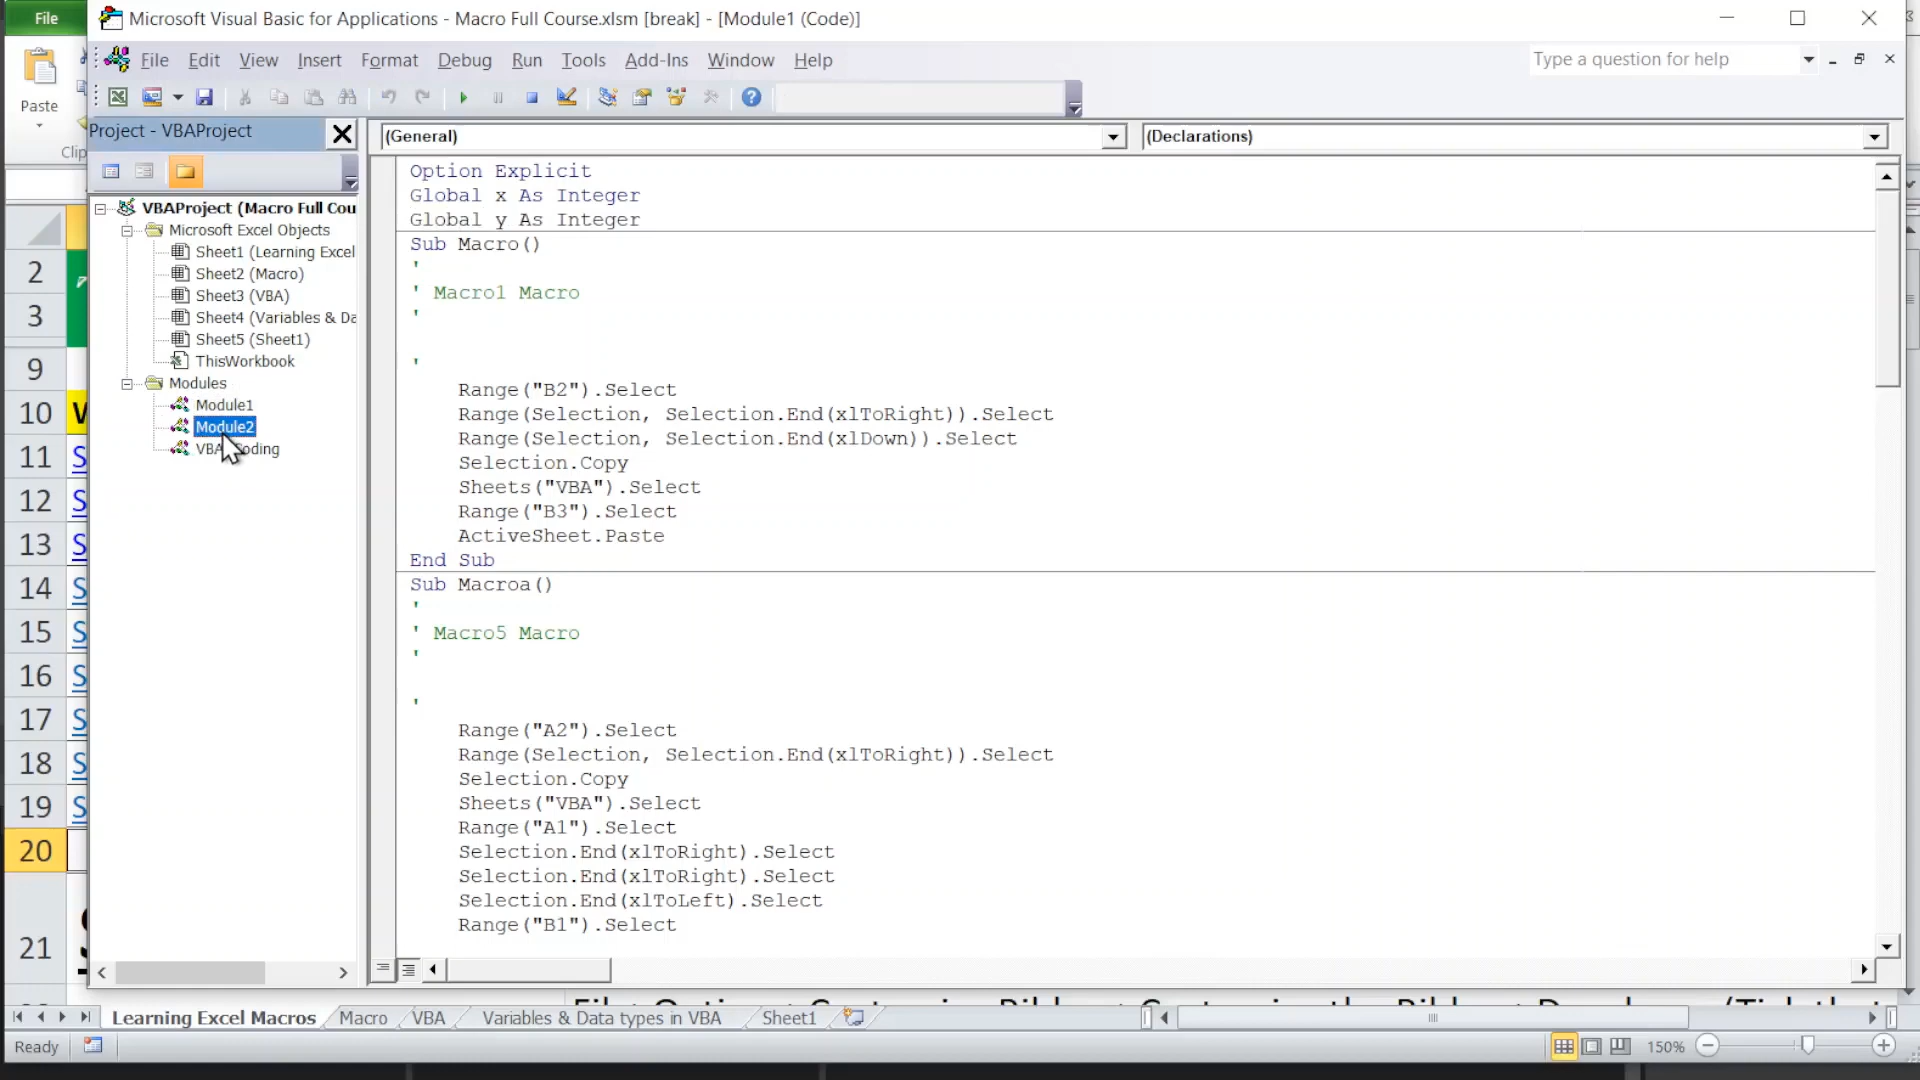 File
Microsoft Visual Basic for Applications - Macro Full Course.xlsm [break] - [Module1 (Code)]
File Edit View Insert Format Debug Run Tools Add-Ins Window Help
Type a question for help
Paste
Clip
Project - VBAProject
(General)
(Declarations)
VBAProject (Macro Full Cou
Microsoft Excel Objects
Sheet1 (Learning Excel
Sheet2 (Macro)
Sheet3 (VBA)
Sheet4 (Variables & Da
Sheet5 (Sheet1)
ThisWorkbook
Modules
Module1
Module2
VBA Coding
Option Explicit
Global x As Integer
Global y As Integer
Sub Macro()
'
' Macro1 Macro
'
'
Range("B2").Select
Range(Selection, Selection.End(xlToRight)).Select
Range(Selection, Selection.End(xlDown)).Select
Selection.Copy
Sheets("VBA").Select
Range("B3").Select
ActiveSheet.Paste
End Sub
Sub Macroa()
'
' Macro5 Macro
'
'
Range("A2").Select
Range(Selection, Selection.End(xlToRight)).Select
Selection.Copy
Sheets("VBA").Select
Range("A1").Select
Selection.End(xlToRight).Select
Selection.End(xlToRight).Select
Selection.End(xlToLeft).Select
Range("B1").Select
2
3
9
10
11 S
12 S
13 S
14 S
15 S
16 S
17 S
18 S
19 S
20
21
Learning Excel Macros Macro VBA Variables & Data types in VBA Sheet1
Ready
150%